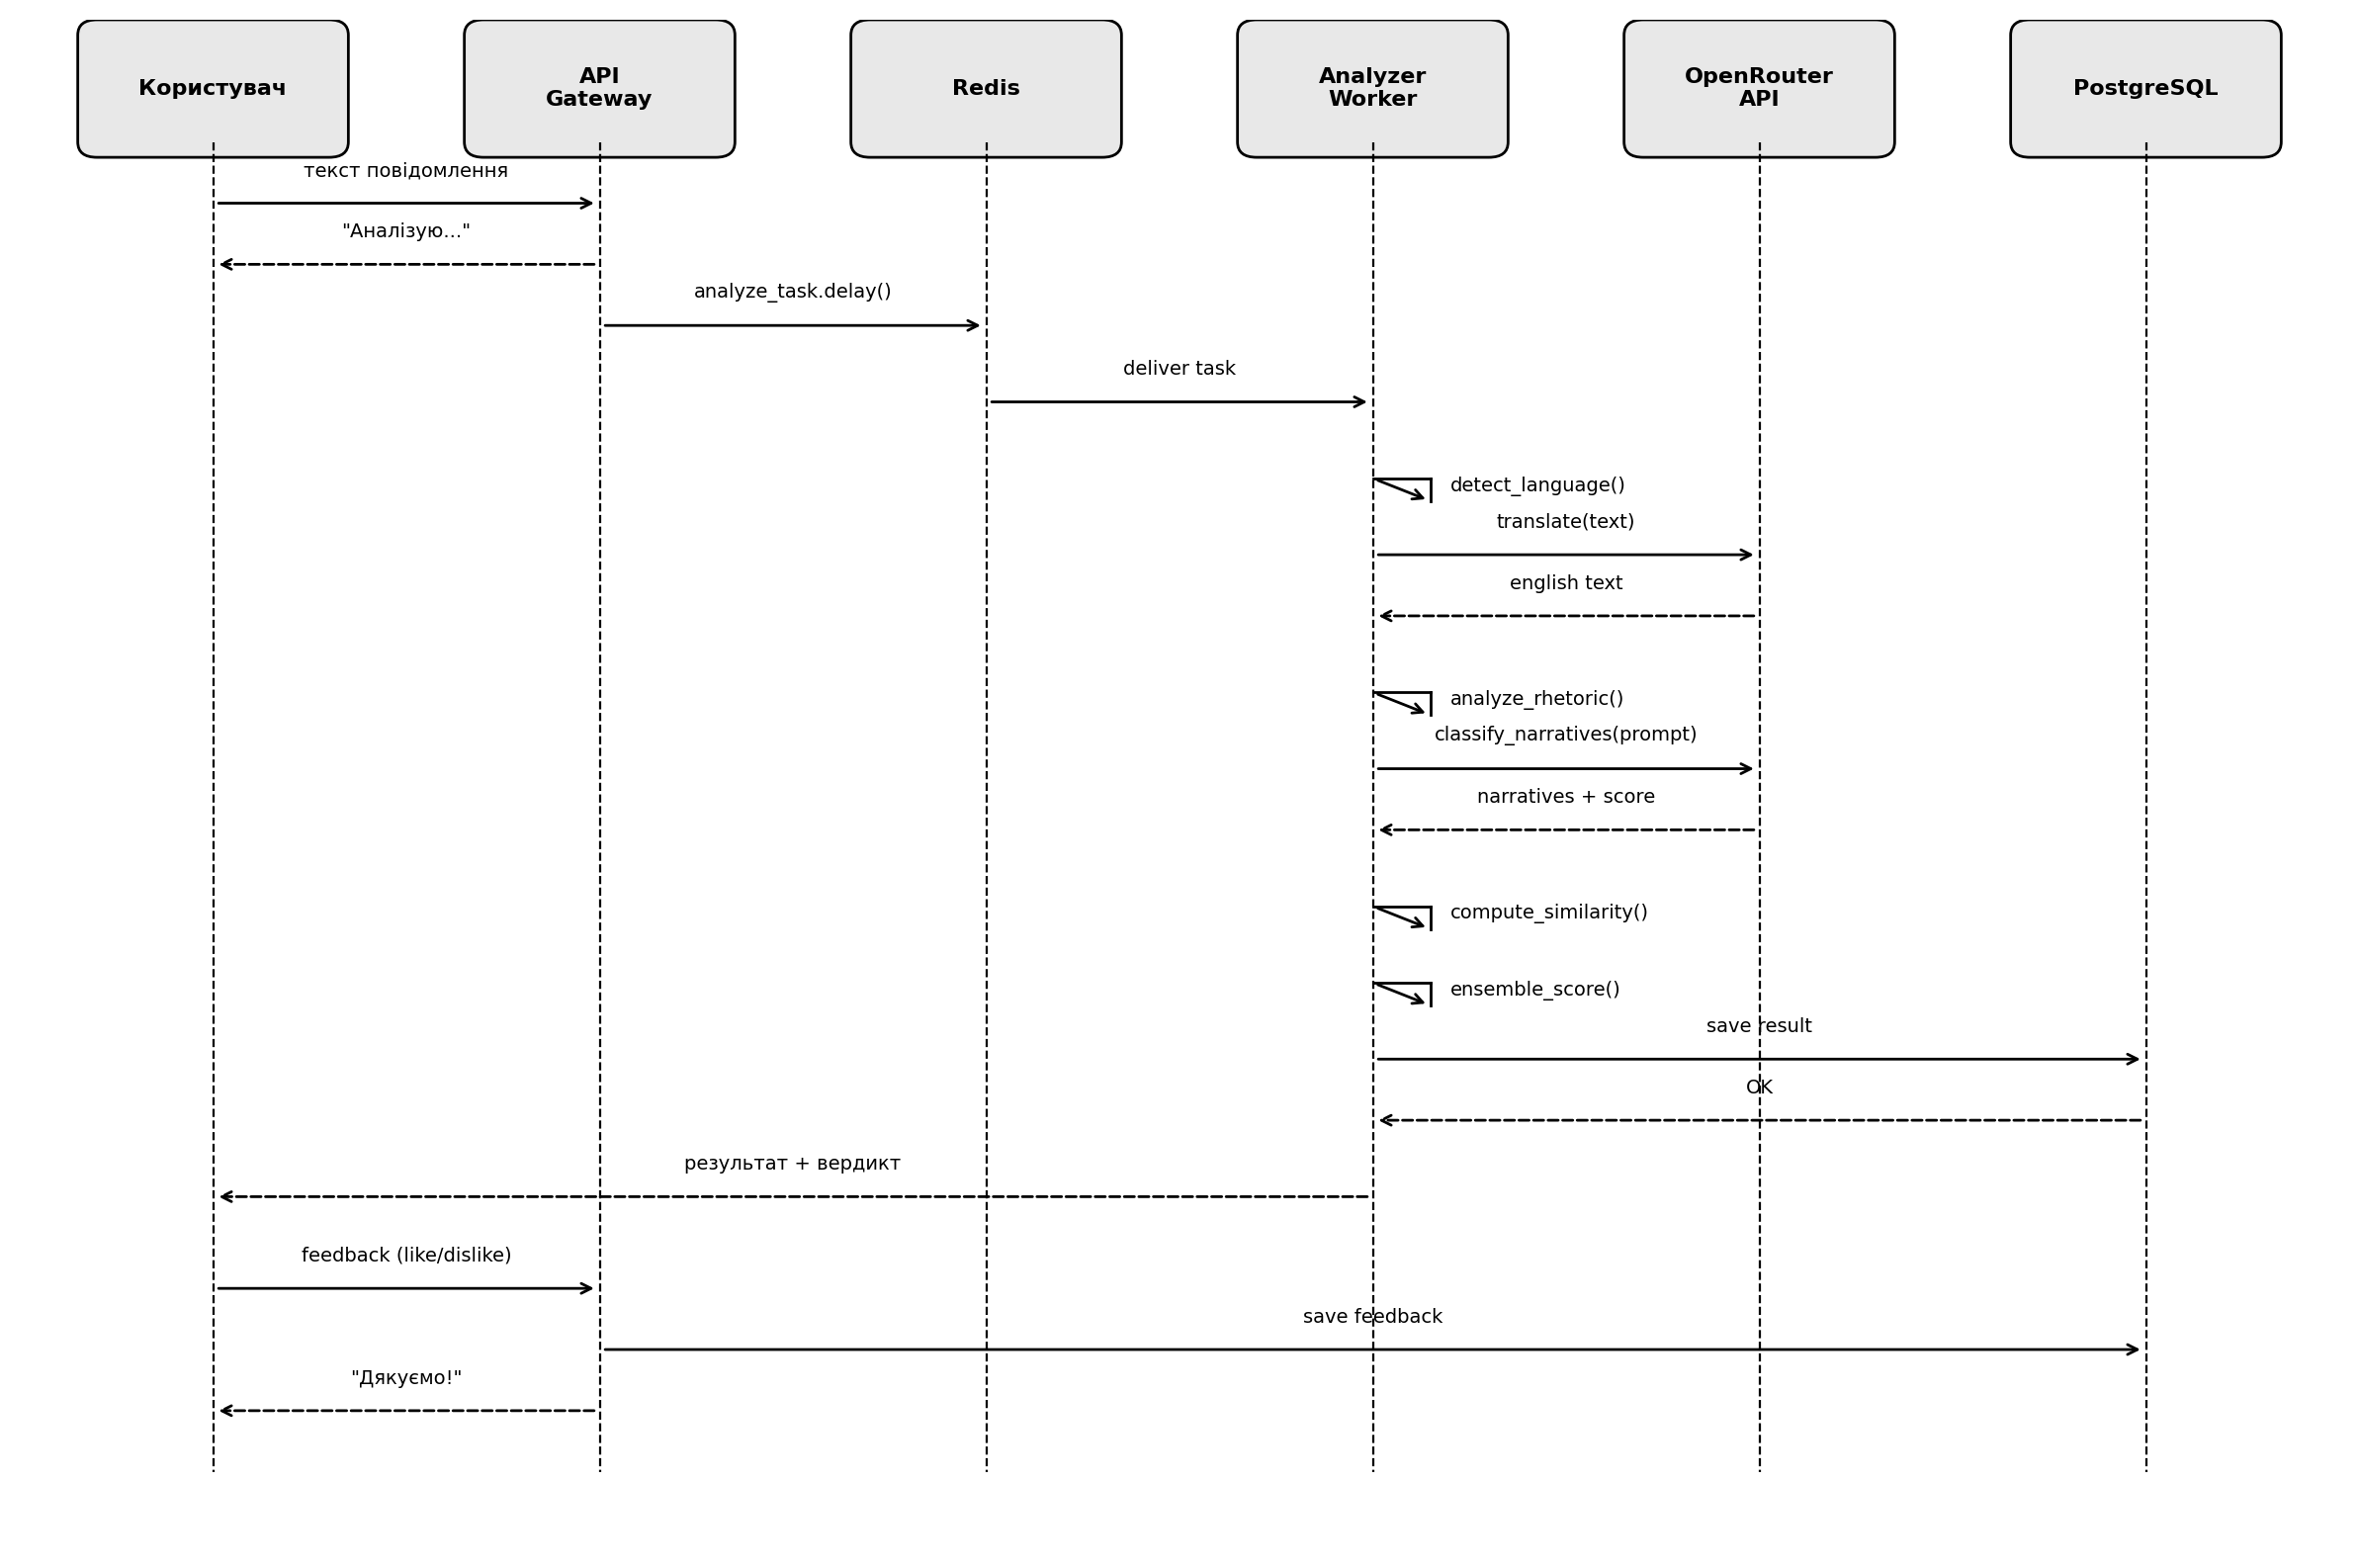 Користувач
API
Gateway
Redis
Analyzer
Worker
OpenRouter
API
PostgreSQL
текст повідомлення
"Аналізую..."
analyze_task.delay()
deliver task
detect_language()
translate(text)
english text
analyze_rhetoric()
classify_narratives(prompt)
narratives + score
compute_similarity()
ensemble_score()
save result
OK
результат + вердикт
feedback (like/dislike)
save feedback
"Дякуємо!"